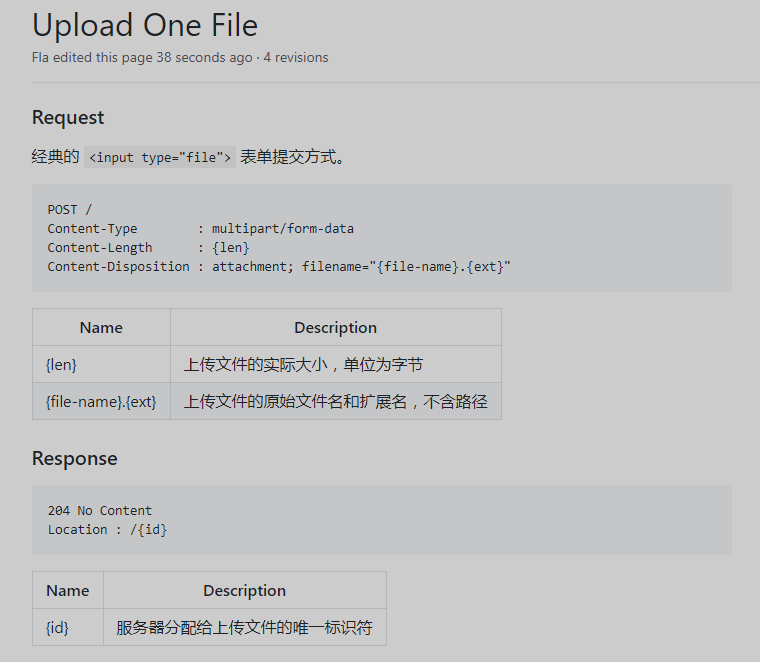 Upload One File
Fla edited this page 38 seconds ago · 4 revisions
Request
经典的 <input type="file"> 表单提交方式。
POST /
Content-Type        : multipart/form-data
Content-Length      : {len}
Content-Disposition : attachment; filename="{file-name}.{ext}"
Name Description
{len} 上传文件的实际大小，单位为字节
{file-name}.{ext} 上传文件的原始文件名和扩展名，不含路径
Response
204 No Content
Location : /{id}
Name Description
{id} 服务器分配给上传文件的唯一标识符